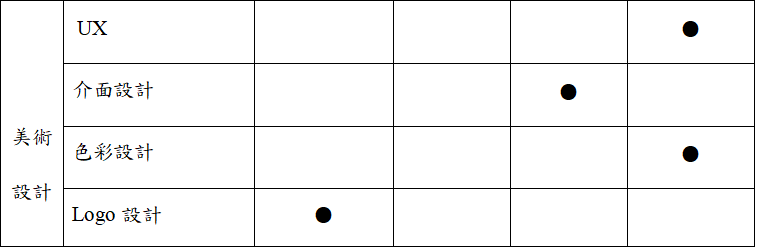 UX ●
介面設計 ●
色彩設計 ●
Logo 設計 ●
美術
設計